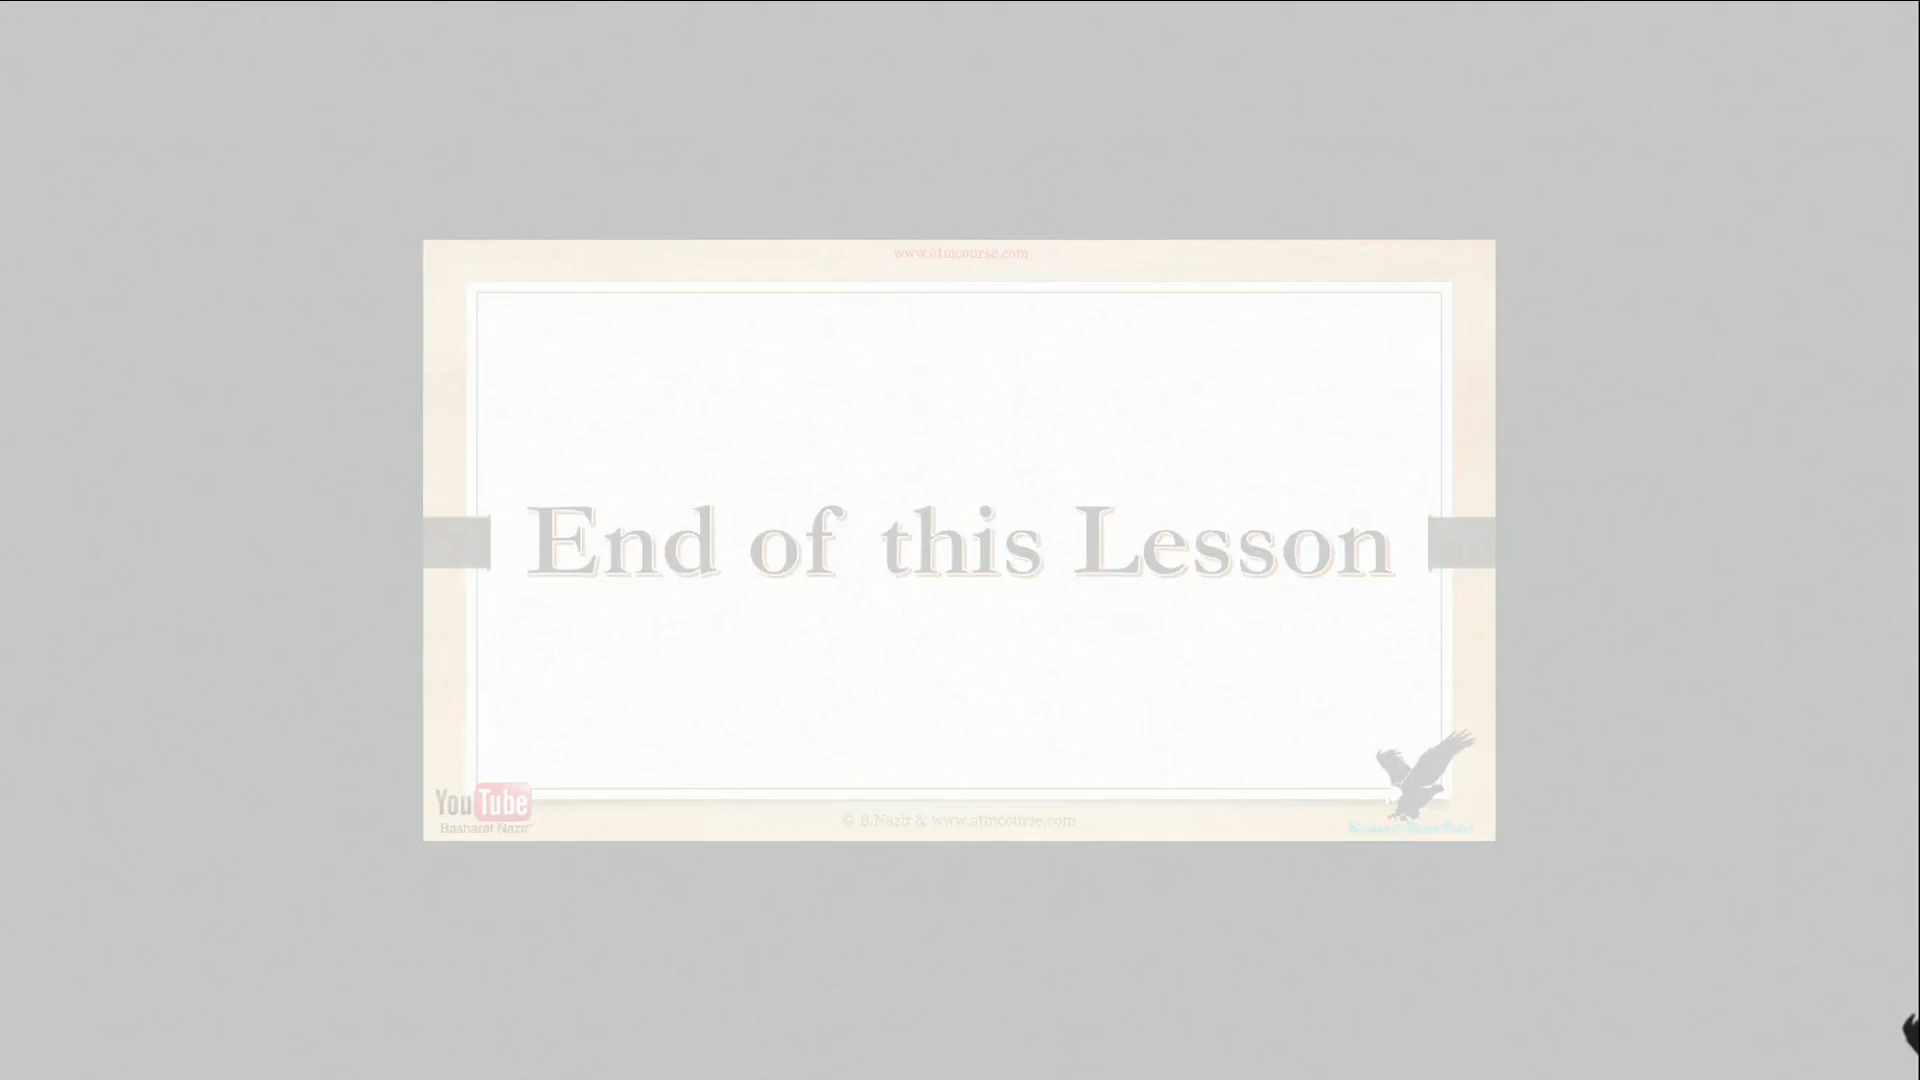 www.atmcourse.com
End of this Lesson
YouTube
Basharat Nazir
© B.Nazir & www.atmcourse.com